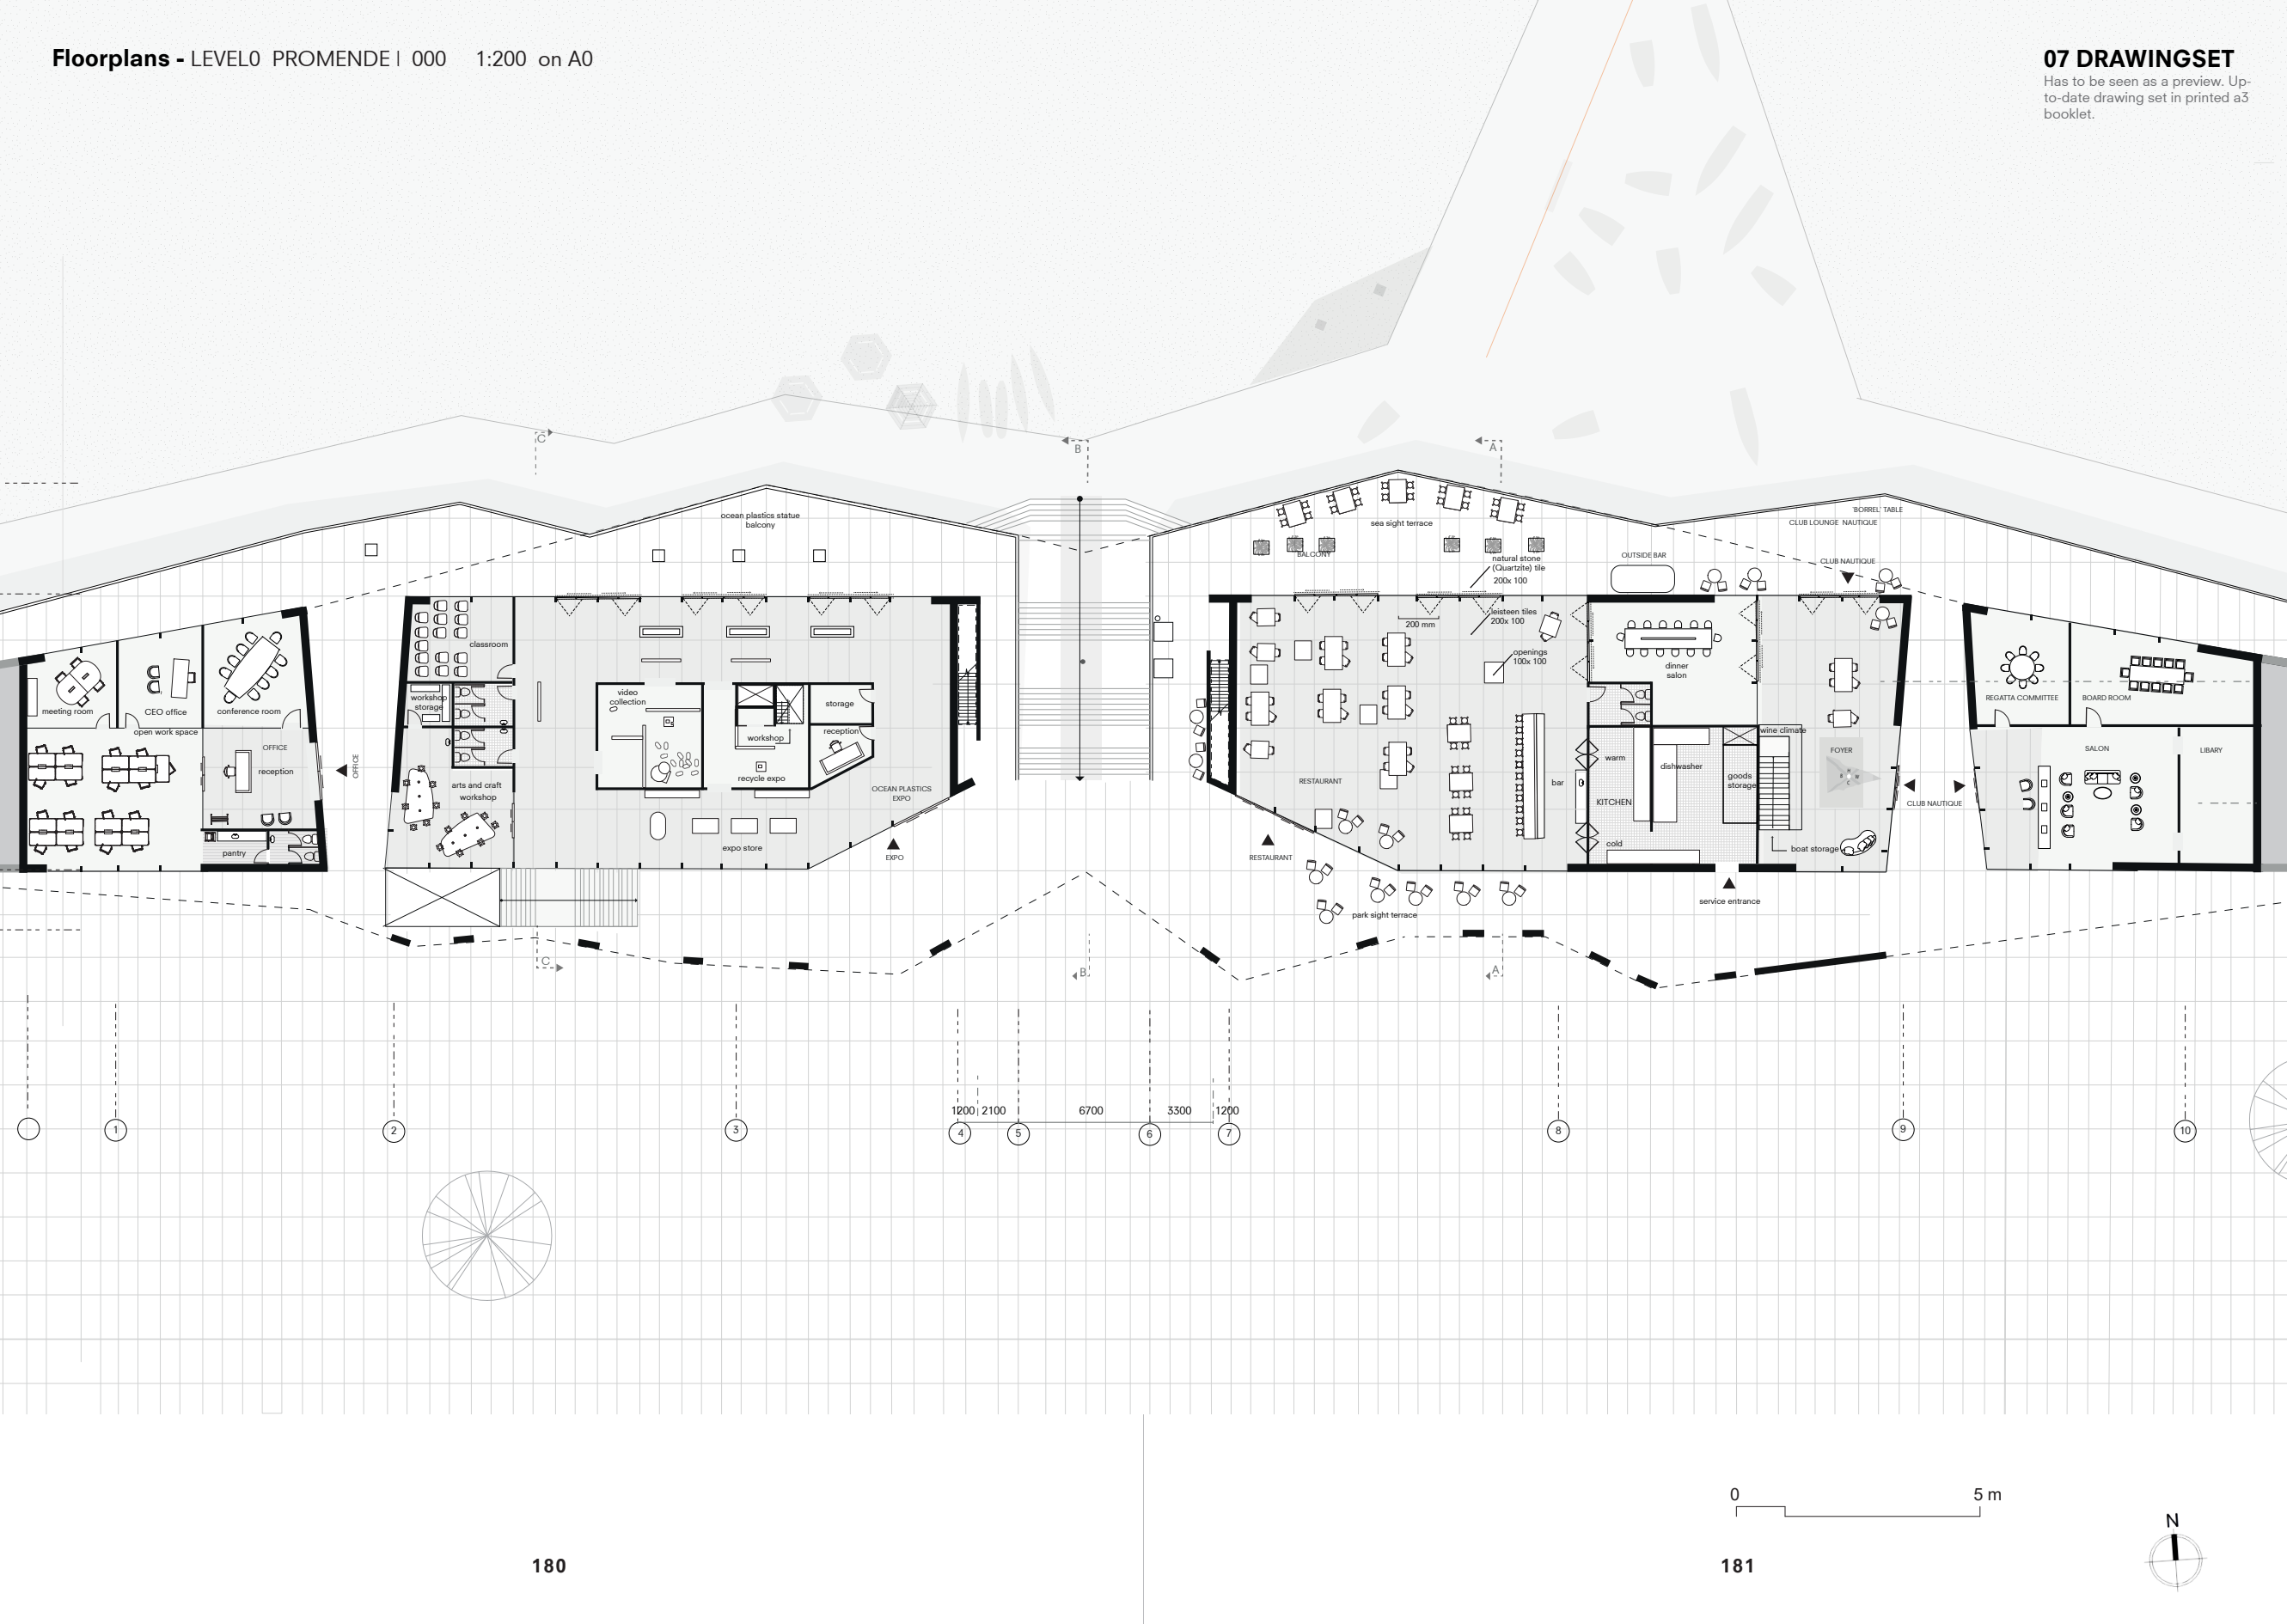 Floorplans - LEVEL0 PROMENDE | 000 1:200 on A0
07 DRAWINGSET
Has to be seen as a preview. Up-
to-date drawing set in printed a3
booklet.
C
B
A
ocean plastics statue
balcony
sea sight terrace
BALCONY
natural stone
(Quartzite) tile
200x 100
OUTSIDE BAR
'BORREL' TABLE
CLUB LOUNGE NAUTIQUE
CLUB NAUTIQUE
leisteen tiles
200x 100
200 mm
openings
100x 100
meeting room
CEO office
conference room
open work space
OFFICE
reception
OFFICE
pantry
classroom
workshop
storage
arts and craft
workshop
video
collection
workshop
storage
reception
recycle expo
expo store
OCEAN PLASTICS
EXPO
EXPO
RESTAURANT
RESTAURANT
bar
dinner
salon
warm
KITCHEN
cold
dishwasher
goods
storage
wine climate
FOYER
B
N
W
C
boat storage
service entrance
park sight terrace
CLUB NAUTIQUE
REGATTA COMMITTEE
BOARD ROOM
SALON
LIBARY
C
B
A
1200
2100
6700
3300
1200
1
2
3
4
5
6
7
8
9
10
0
5 m
N
180
181